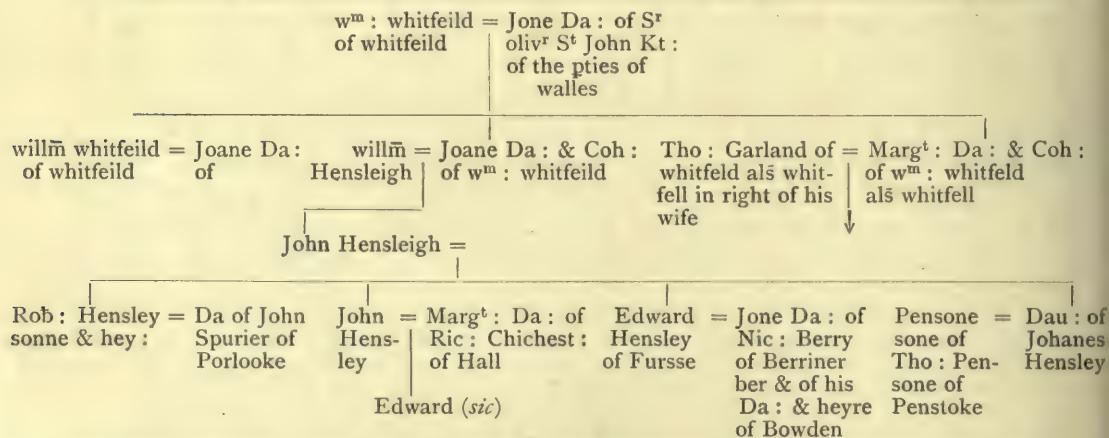 wᵐ : whitfeild = Jone Da : of Sʳ
of whitfeild olivʳ Sᵗ John Kt :
of the pties of
walles
willm̄ whitfeild = Joane Da : willm̄ = Joane Da : & Coh : Tho : Garland of = Margᵗ : Da : & Coh :
of whitfeild of Hensleigh of wᵐ : whitfeild whitfeld als̄ whit- of wᵐ : whitfeld
fell in right of his als̄ whitfell
wife
John Hensleigh =
Rob̄ : Hensley = Da of John John = Margᵗ : Da : of Edward = Jone Da : of Pensone = Dau : of
sonne & hey : Spurier of Hens- Ric : Chichest : Hensley Nic : Berry sone of Johanes
Porlooke ley of Hall of Fursse of Berriner Tho : Pen- Hensley
ber & of his sone of
Edward (sic) Da : & heyre Penstoke
of Bowden